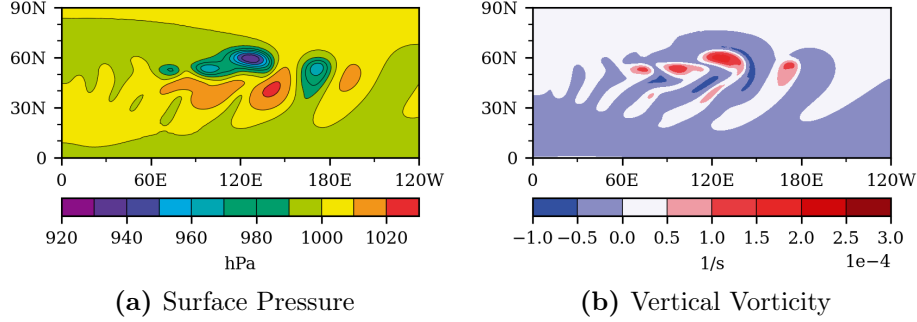 90N
60N
30N
0
0 60E 120E 180E 120W
920 940 960 980 1000 1020
hPa
(a) Surface Pressure
90N
60N
30N
0
0 60E 120E 180E 120W
−1.0 −0.5 0.0 0.5 1.0 2.0 2.5 3.0
1/s 1e−4
(b) Vertical Vorticity